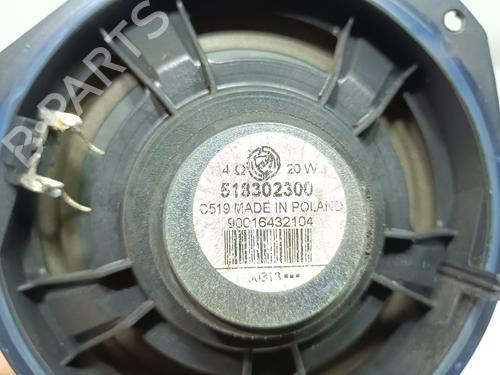 B-PARTS
4 Ω 20 W
518302300
C519 MADE IN POLAND
90016432104